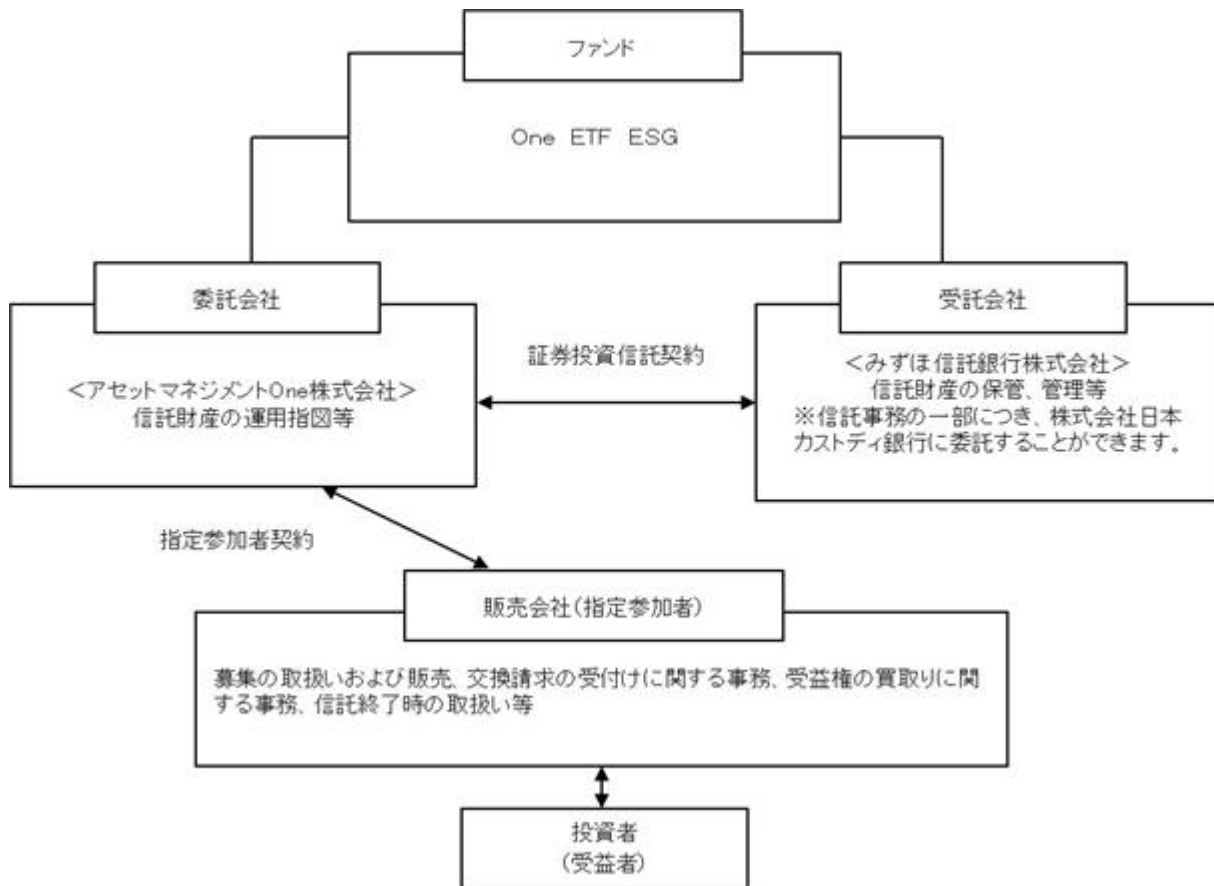 ファンド
One ETF ESG
委託会社
受託会社
<アセットマネジメントOne株式会社>
信託財産の運用指図等
証券投資信託契約
<みずほ信託銀行株式会社>
信託財産の保管、管理等
※信託事務の一部につき、株式会社日本
カストディ銀行に委託することができます。
指定参加者契約
販売会社(指定参加者)
募集の取扱いおよび販売、交換請求の受付けに関する事務、受益権の買取りに関
する事務、信託終了時の取扱い等
投資者
(受益者)